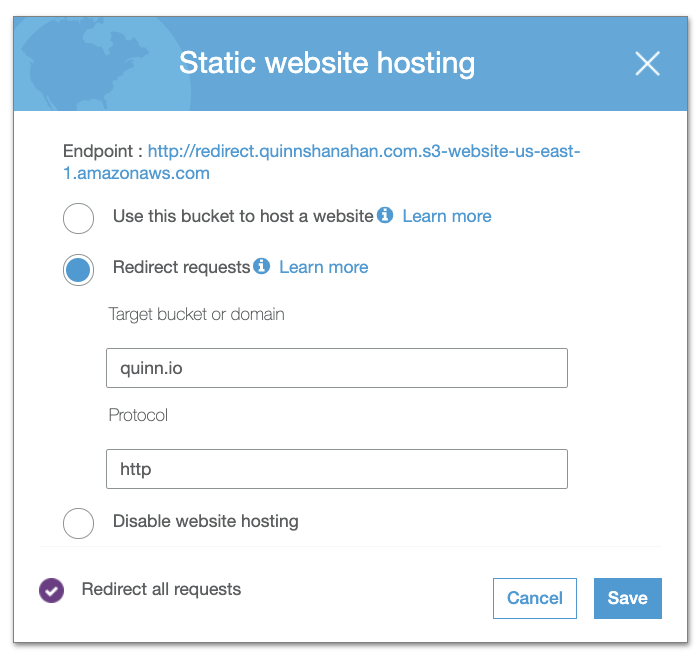 Static website hosting
Endpoint : http://redirect.quinnshanahan.com.s3-website-us-east-
1.amazonaws.com
Use this bucket to host a website Learn more
Redirect requests Learn more
Target bucket or domain
quinn.io
Protocol
http
Disable website hosting
Redirect all requests
Cancel Save